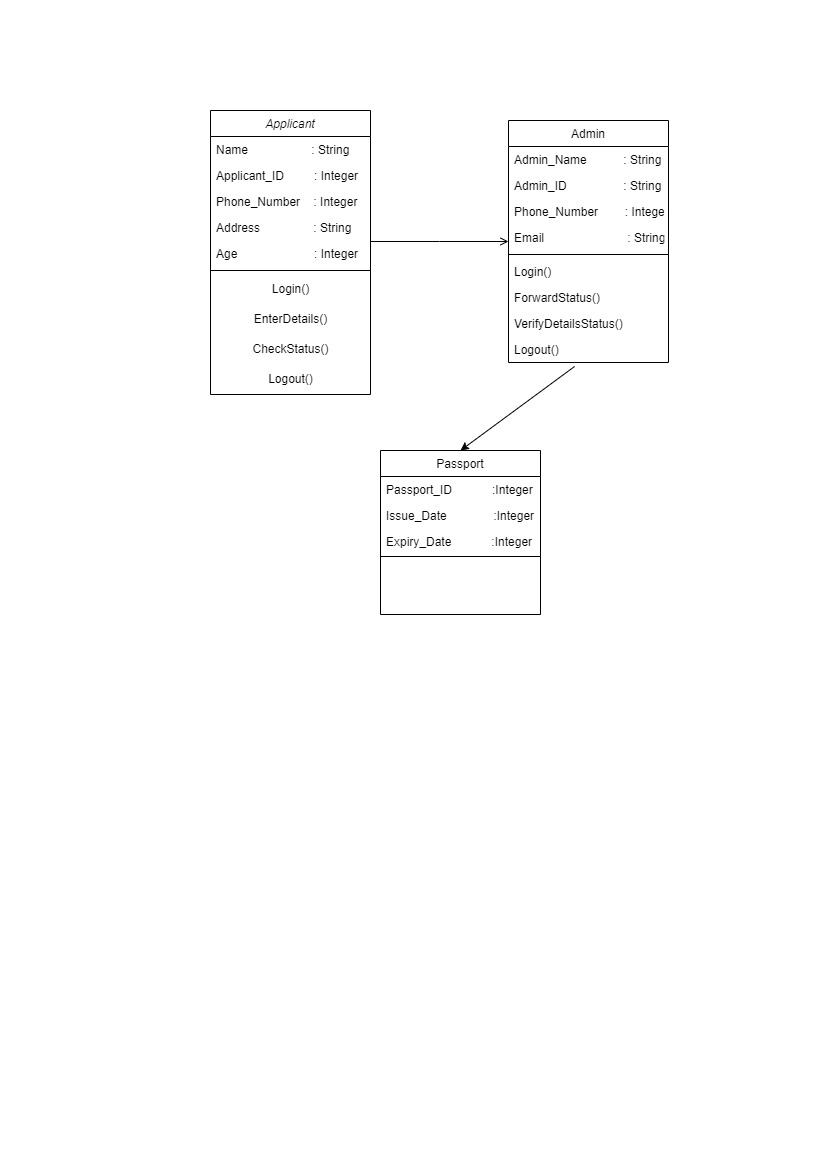 Applicant
Name : String
Applicant_ID : Integer
Phone_Number : Integer
Address : String
Age : Integer
Login()
EnterDetails()
CheckStatus()
Logout()
Admin
Admin_Name : String
Admin_ID : String
Phone_Number : Intege
Email : String
Login()
ForwardStatus()
VerifyDetailsStatus()
Logout()
Passport
Passport_ID :Integer
Issue_Date :Integer
Expiry_Date :Integer